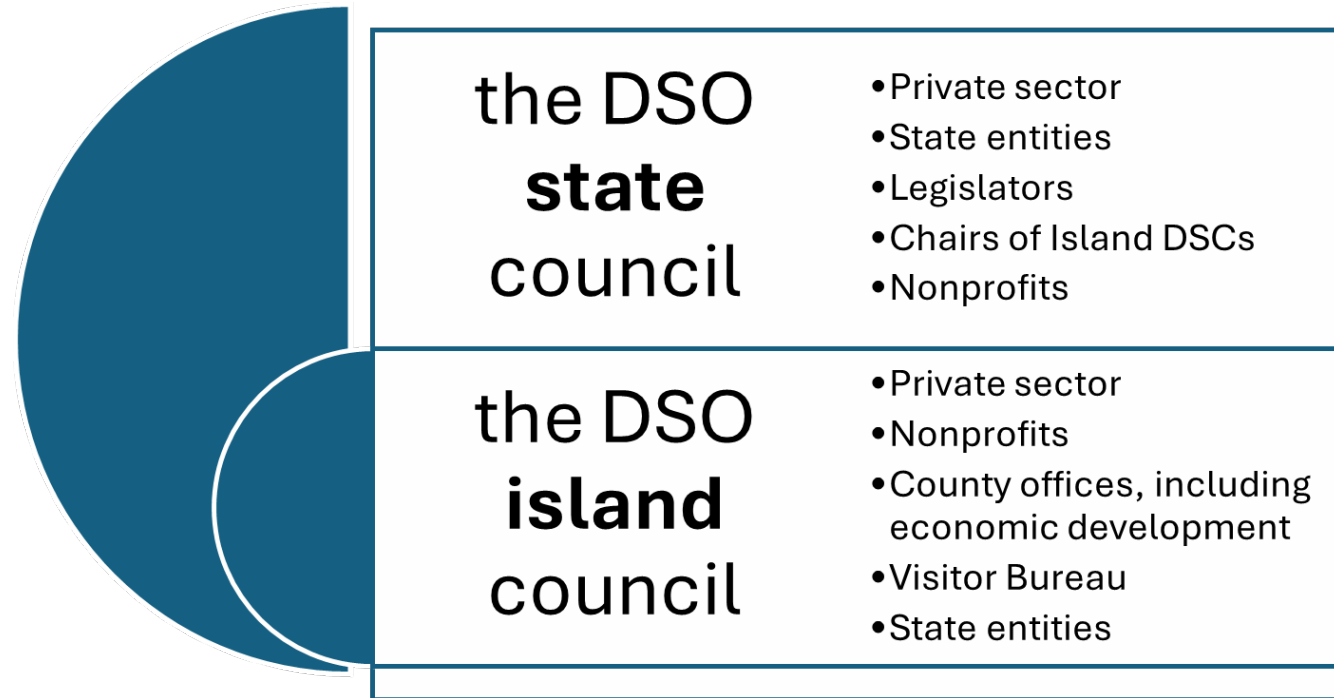 the DSO
state
council
•Private sector
•State entities
•Legislators
•Chairs of Island DSCs
•Nonprofits
the DSO
island
council
•Private sector
•Nonprofits
•County offices, including
economic development
•Visitor Bureau
•State entities